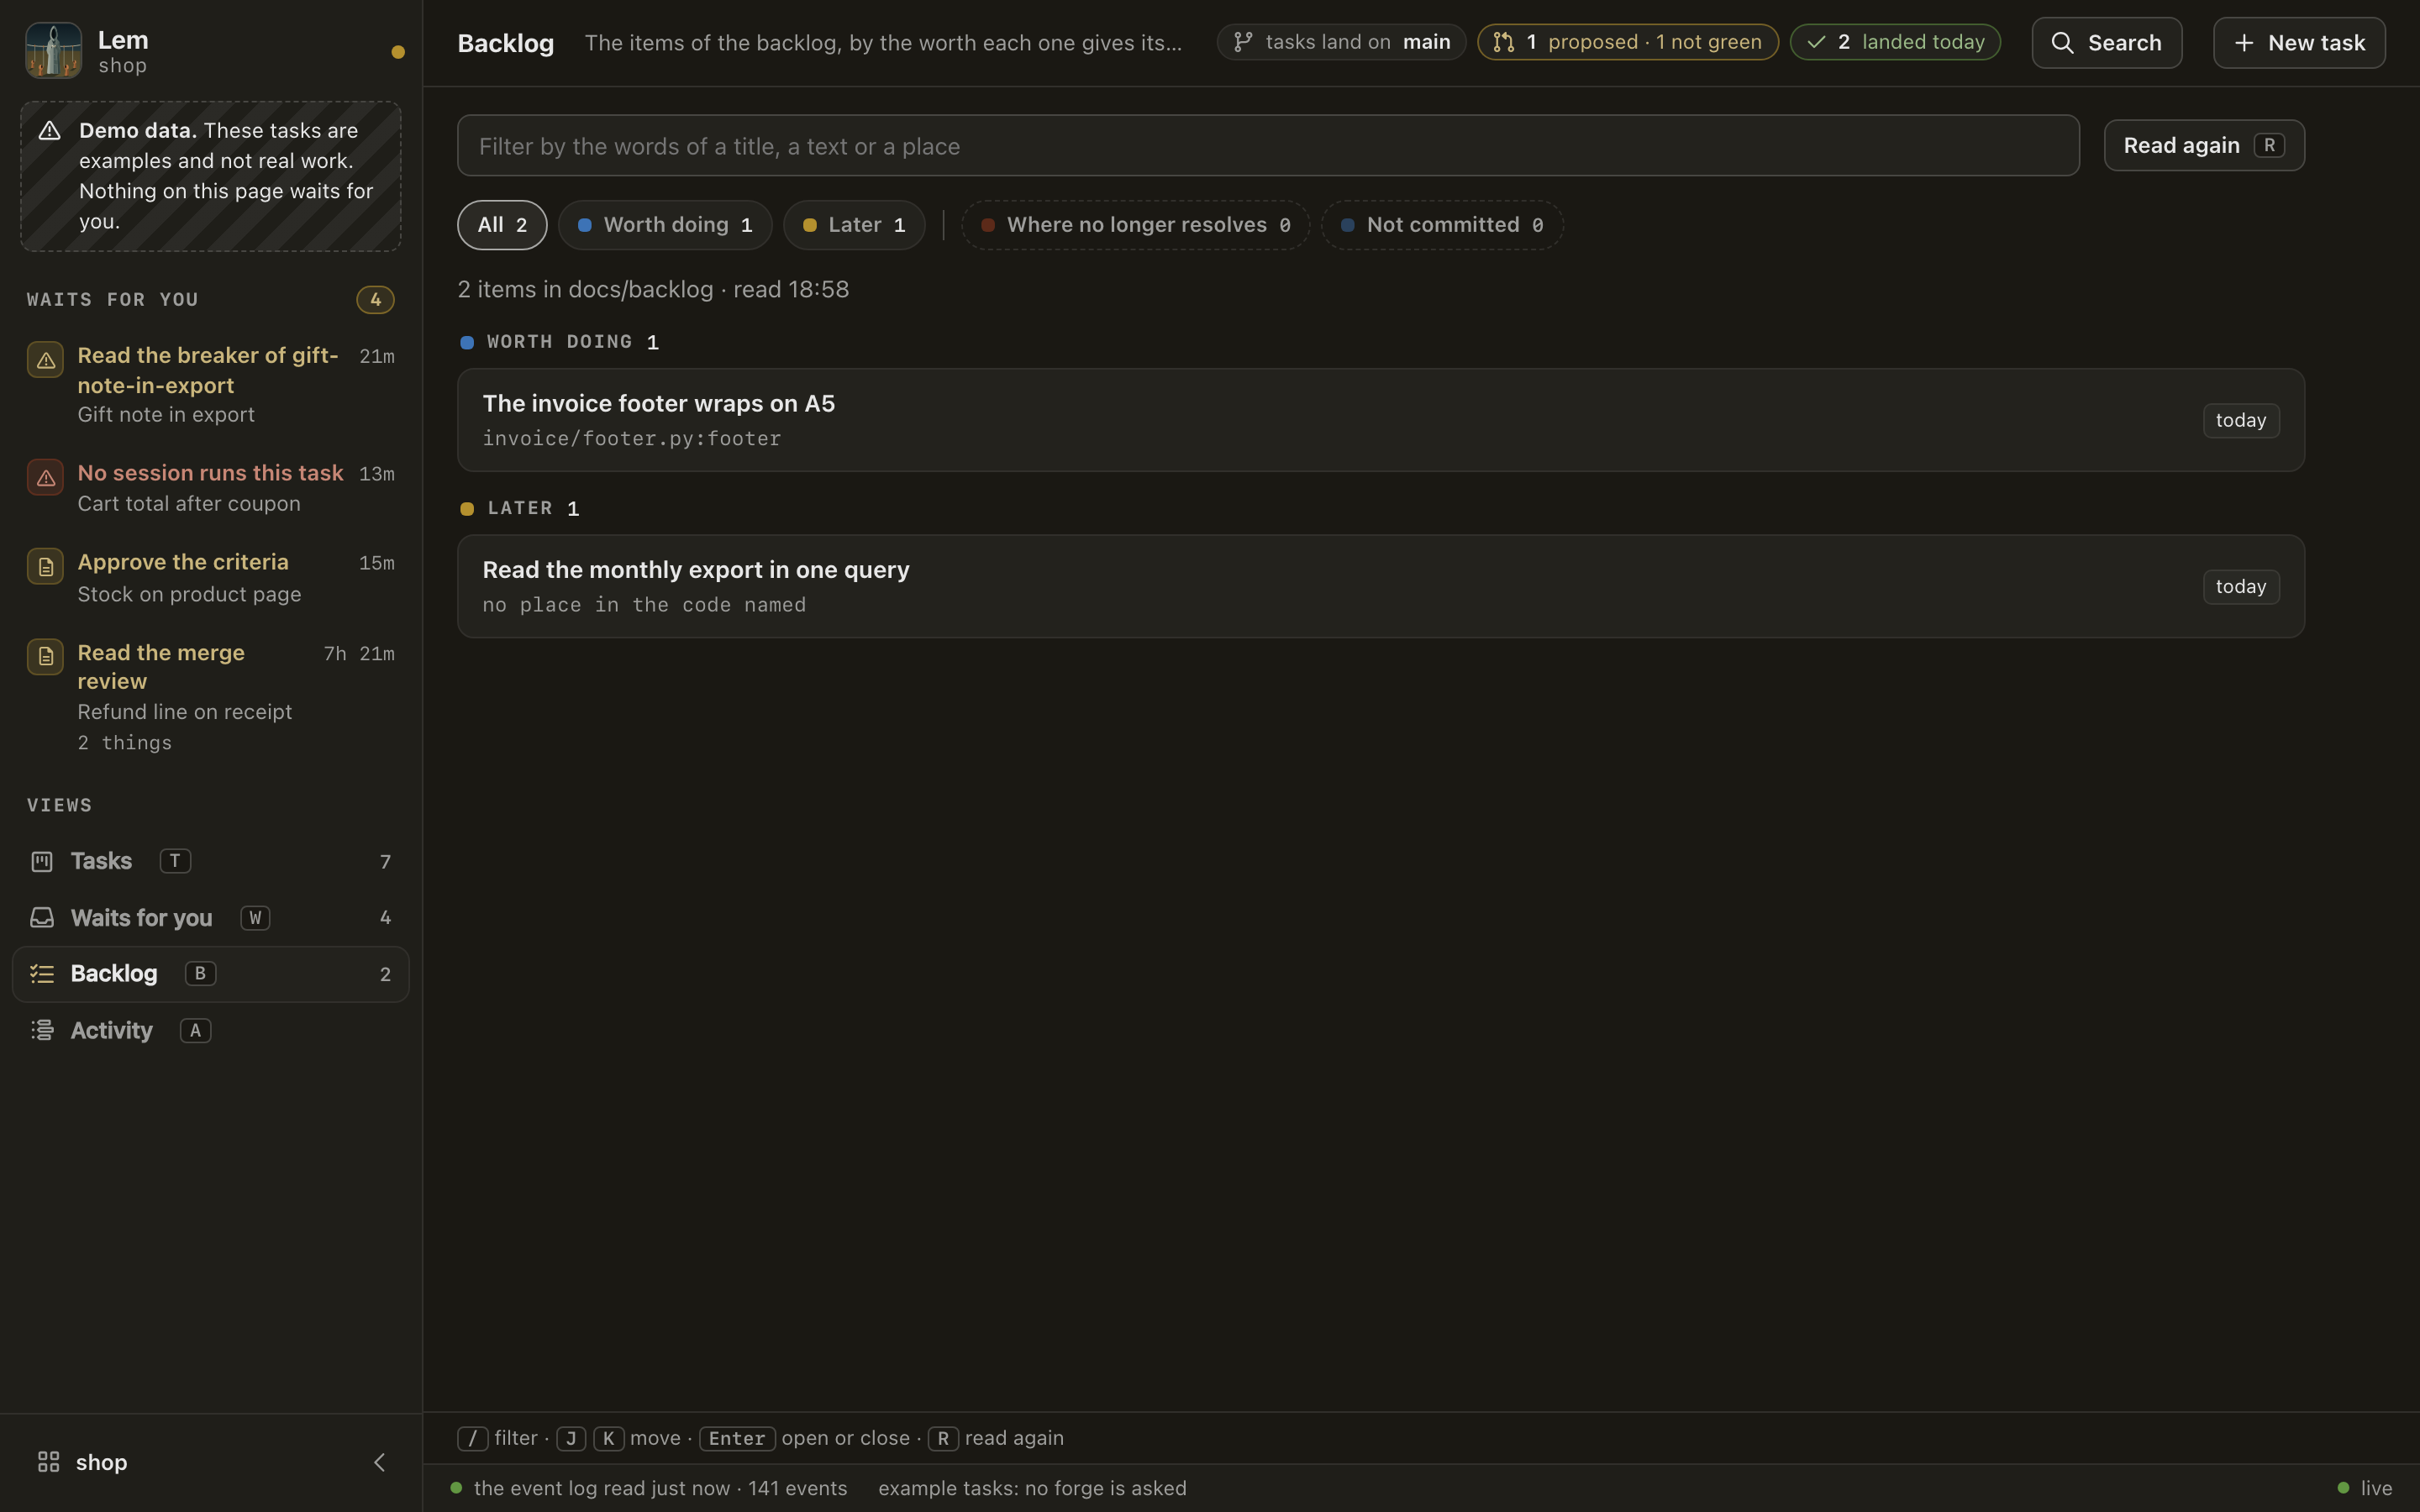 Lem
shop
Demo data. These tasks are
examples and not real work.
Nothing on this page waits for
you.
WAITS FOR YOU 4
Read the breaker of gift- 21m
note-in-export
Gift note in export
No session runs this task 13m
Cart total after coupon
Approve the criteria 15m
Stock on product page
Read the merge 7h 21m
review
Refund line on receipt
2 things
VIEWS
Tasks T 7
Waits for you W 4
Backlog B 2
Activity A
shop
Backlog The items of the backlog, by the worth each one gives its... tasks land on main 1 proposed · 1 not green 2 landed today Search New task
Filter by the words of a title, a text or a place Read again R
All 2 Worth doing 1 Later 1 Where no longer resolves 0 Not committed 0
2 items in docs/backlog · read 18:58
WORTH DOING 1
The invoice footer wraps on A5
invoice/footer.py:footer
today
LATER 1
Read the monthly export in one query
no place in the code named
today
/ filter · J K move · Enter open or close · R read again
the event log read just now · 141 events example tasks: no forge is asked live